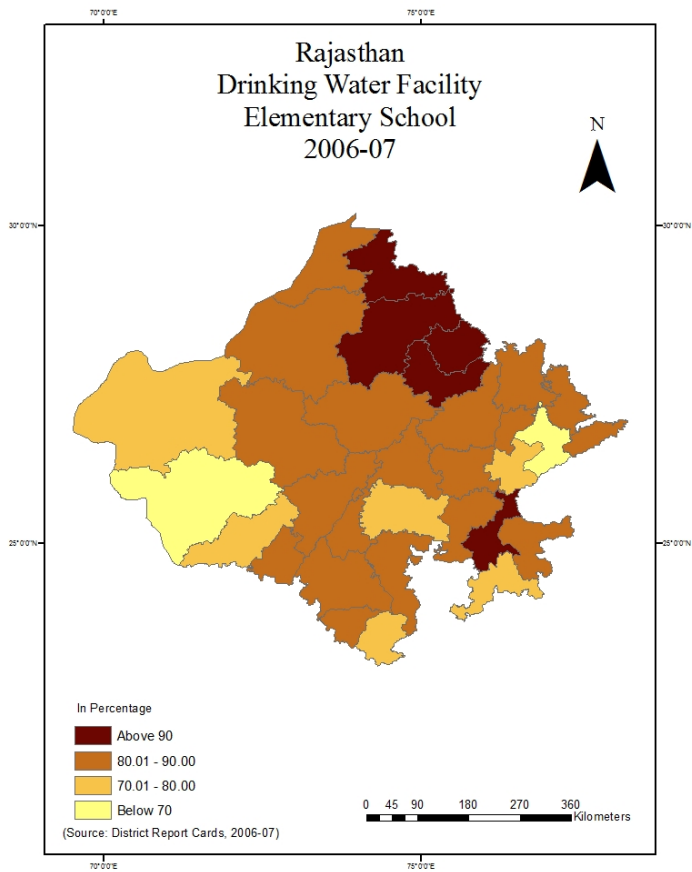 70°0'0"E 75°0'0"E
Rajasthan
Drinking Water Facility
Elementary School
2006-07
N
30°0'0"N 30°0'0"N
25°0'0"N 25°0'0"N
In Percentage
Above 90
80.01 - 90.00
70.01 - 80.00
Below 70
(Source: District Report Cards, 2006-07)
0 45 90 180 270 360
Kilometers
70°0'0"E 75°0'0"E